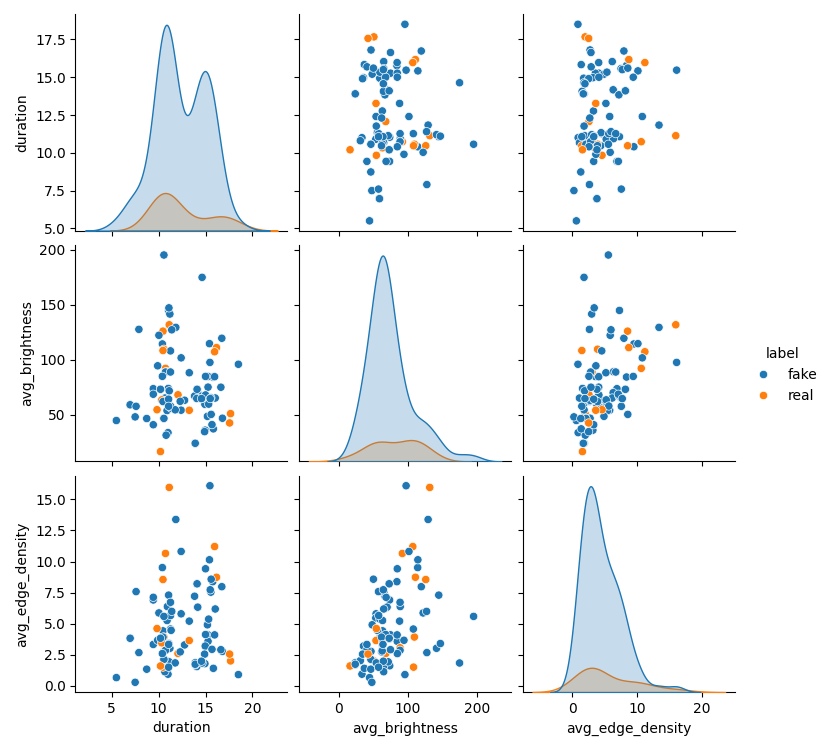 17.5
15.0
12.5
10.0
7.5
5.0
duration
200
150
100
50
avg_brightness
label
fake
real
15.0
12.5
10.0
7.5
5.0
2.5
0.0
avg_edge_density
5 10 15 20
duration
0 100 200
avg_brightness
0 10 20
avg_edge_density